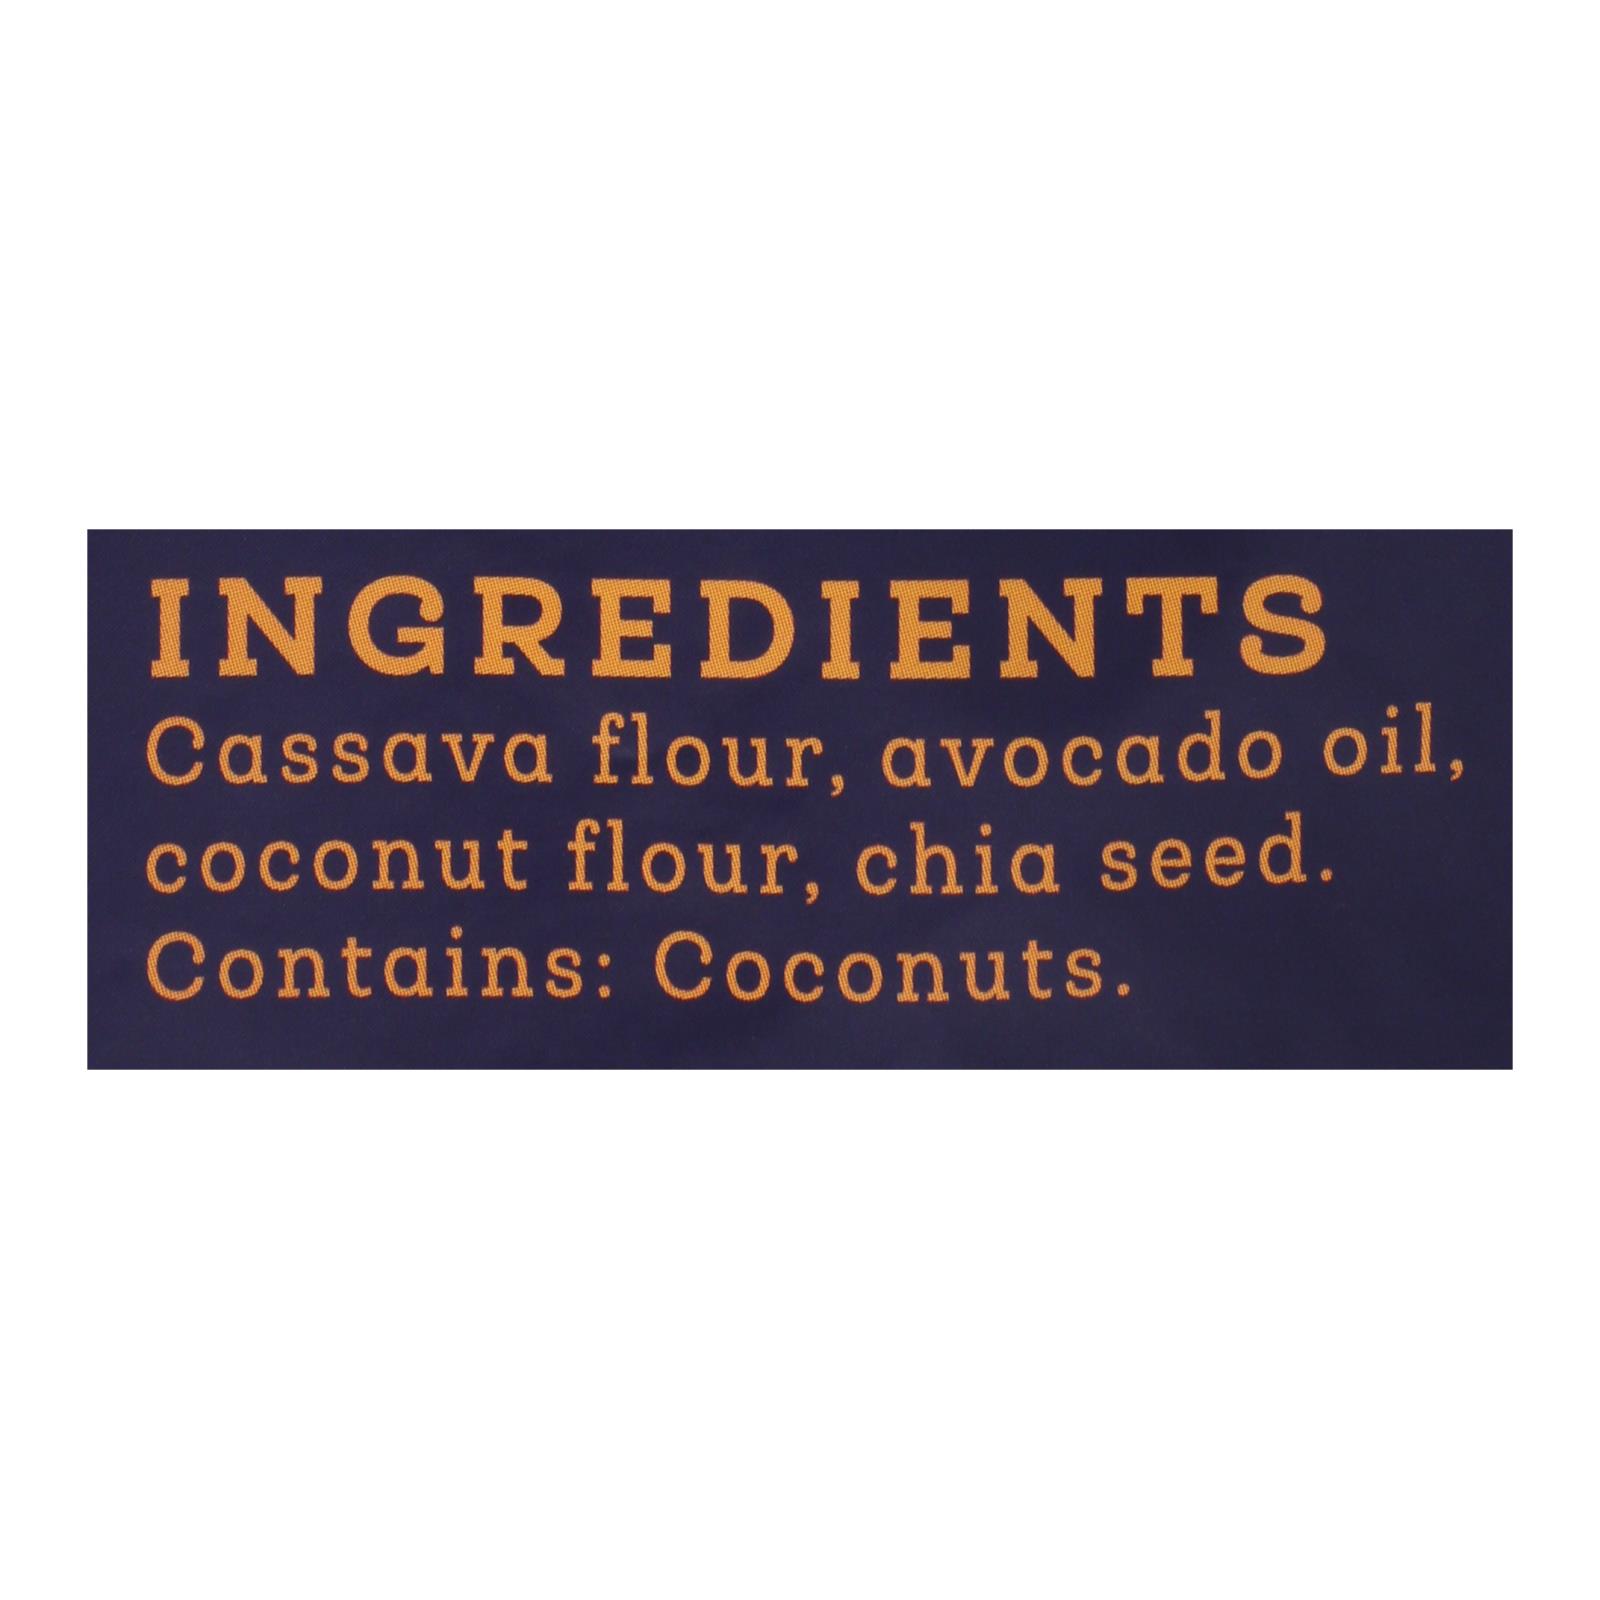 INGREDIENTS
Cassava flour, avocado oil,
coconut flour, chia seed.
Contains: Coconuts.